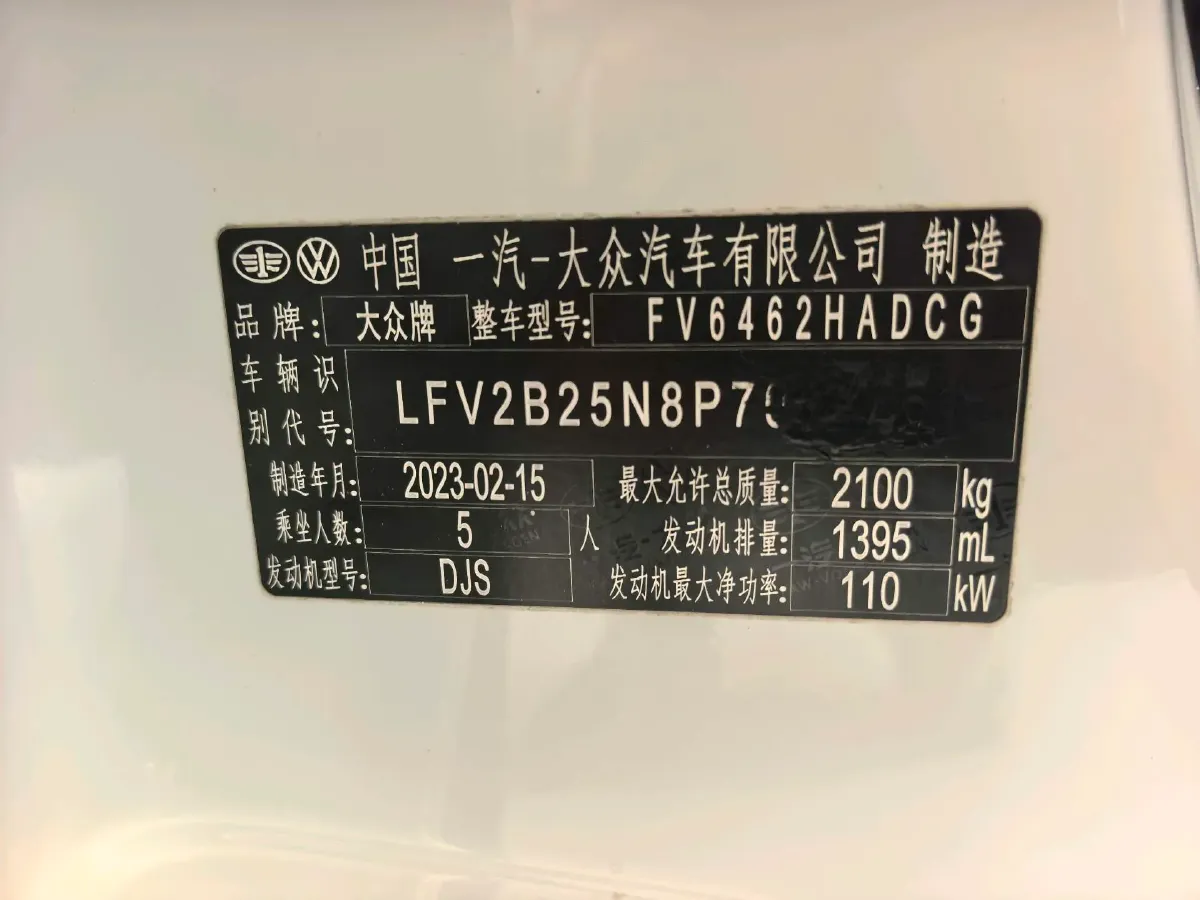 中国 一汽-大众汽车有限公司 制造
品牌: 大众牌 整车型号: FV6462HADCG
车辆识别代号: LFV2B25N8P7
制造年月: 2023-02-15 最大允许总质量: 2100 kg
乘坐人数: 5 人 发动机排量: 1395 mL
发动机型号: DJS 发动机最大净功率: 110 kW